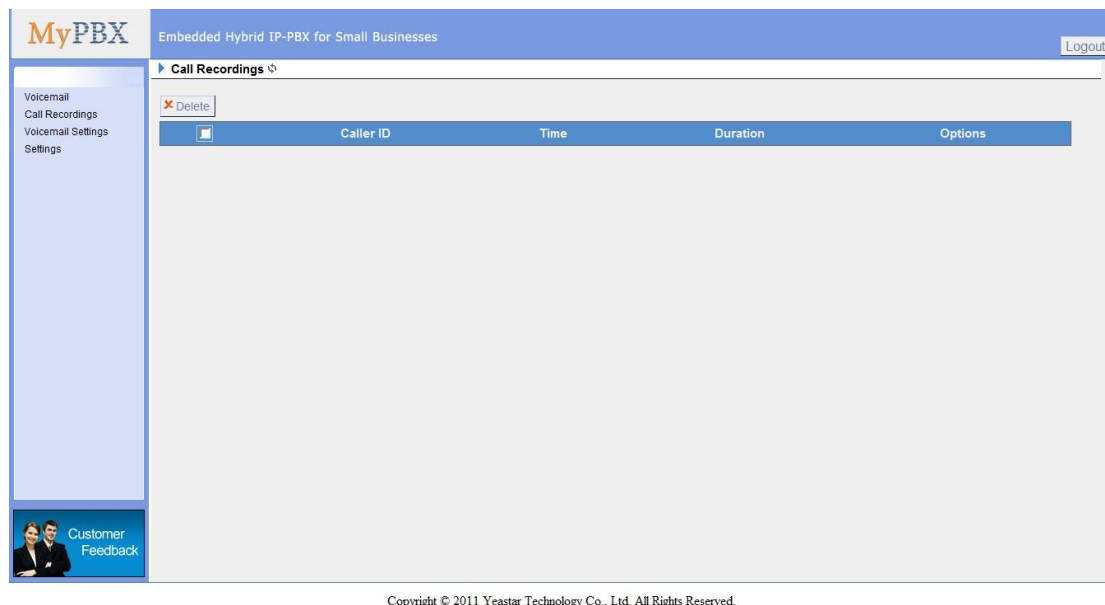 MyPBX
Embedded Hybrid IP-PBX for Small Businesses
Logout
Call Recordings
Voicemail
Call Recordings
Voicemail Settings
Settings
Delete
Caller ID Time Duration Options
Customer
Feedback
Copyright © 2011 Yeastar Technology Co., Ltd. All Rights Reserved.